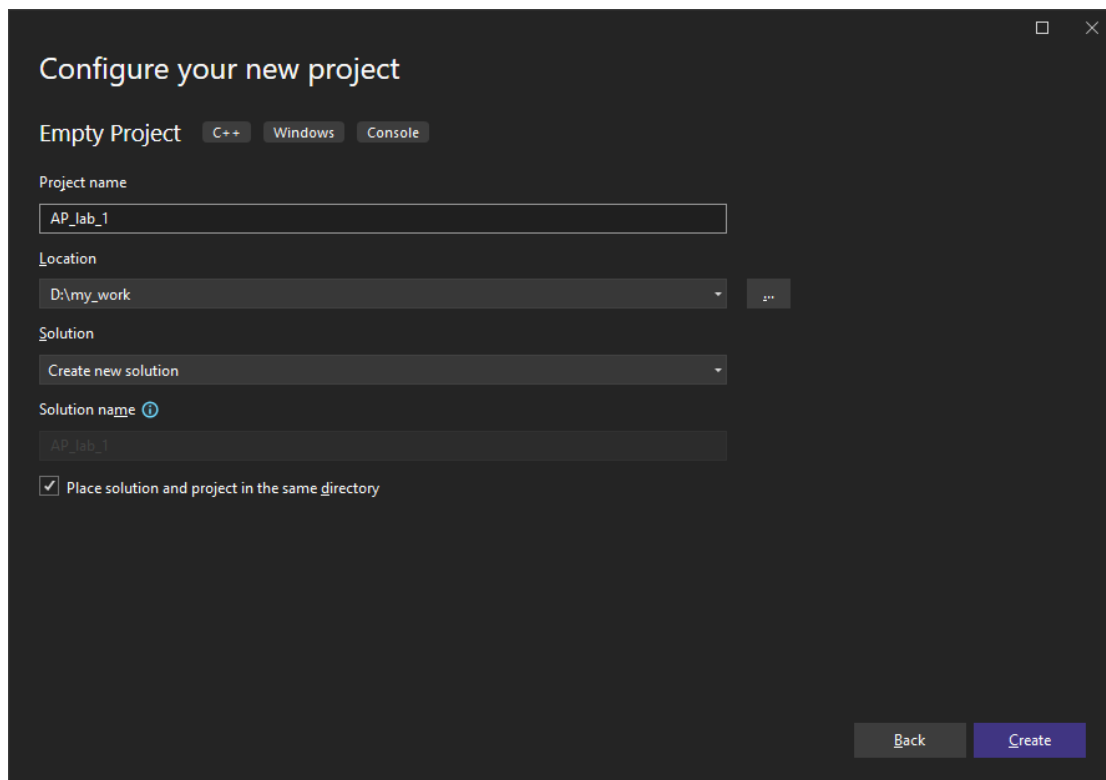 Configure your new project
Empty Project C++ Windows Console
Project name
AP_lab_1
Location
D:\my_work
...
Solution
Create new solution
Solution name
AP_lab_1
Place solution and project in the same directory
Back Create